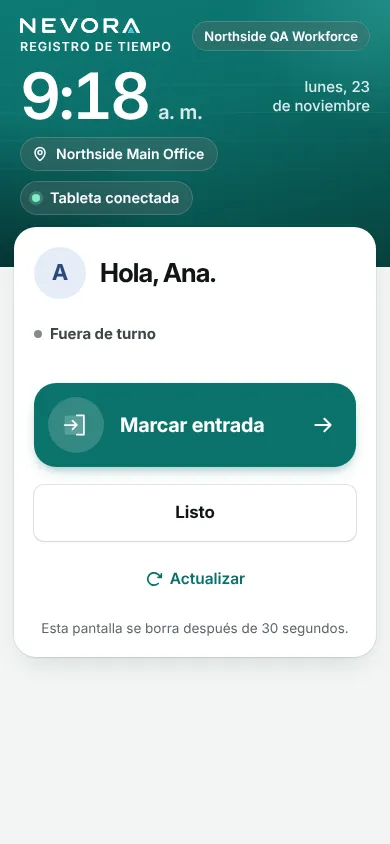 NEVORA
REGISTRO DE TIEMPO
Northside QA Workforce
9:18 a. m.
lunes, 23
de noviembre
Northside Main Office
Tableta conectada
A
Hola, Ana.
Fuera de turno
Marcar entrada
Listo
Actualizar
Esta pantalla se borra después de 30 segundos.